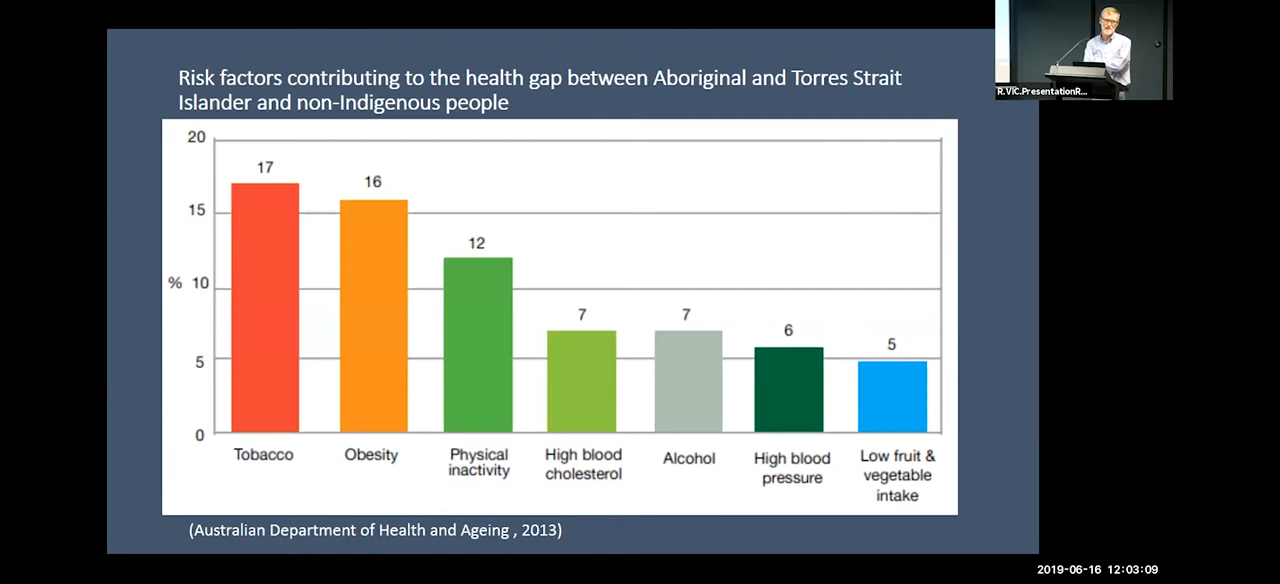 Risk factors contributing to the health gap between Aboriginal and Torres Strait
Islander and non-Indigenous people
R.VIC.PresentationR...
20
17
16
15
12
% 10
7
7
6
5
5
0
Tobacco
Obesity
Physical
inactivity
High blood
cholesterol
Alcohol
High blood
pressure
Low fruit &
vegetable
intake
(Australian Department of Health and Ageing , 2013)
2019-06-16 12:03:09